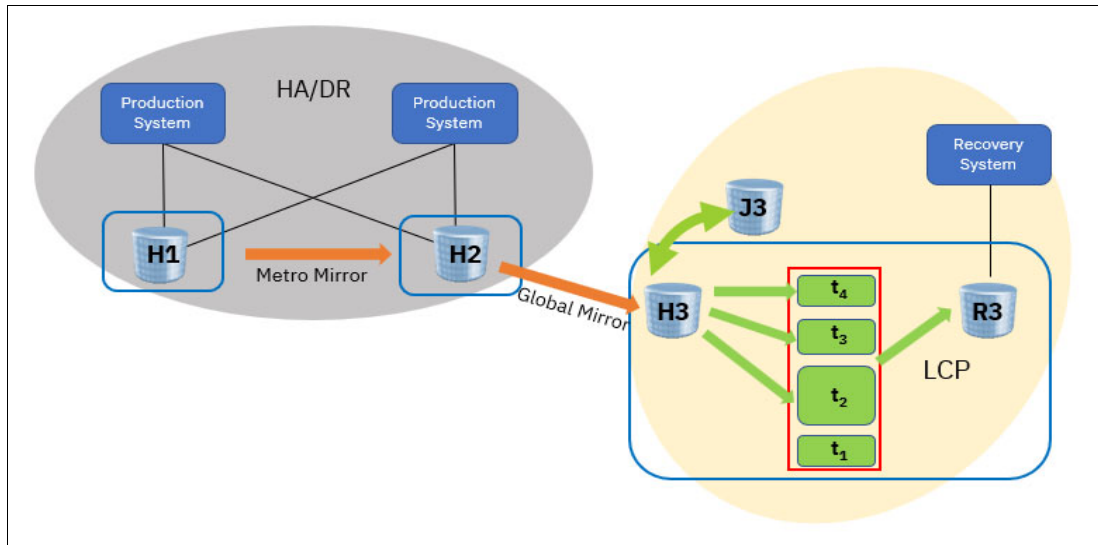 HA/DR
Production
System
Production
System
H1
H2
Metro Mirror
Global Mirror
Recovery
System
J3
H3
t4
t3
t2
t1
R3
LCP